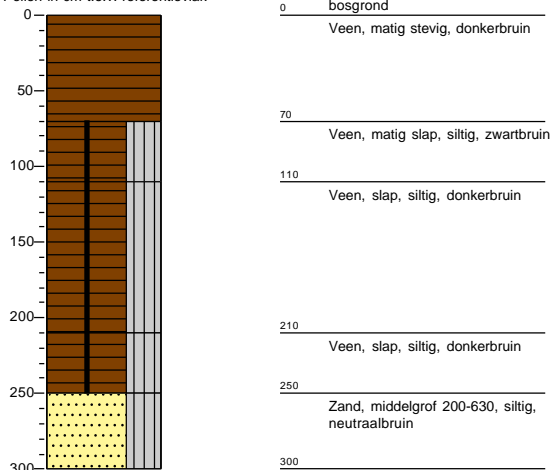 Peilen in cm t.o.v. referentievlak
0
50
100
150
200
250
300
0
bosgrond
Veen, matig stevig, donkerbruin
70
Veen, matig slap, siltig, zwartbruin
110
Veen, slap, siltig, donkerbruin
210
Veen, slap, siltig, donkerbruin
250
Zand, middelgrof 200-630, siltig,
neutraalbruin
300